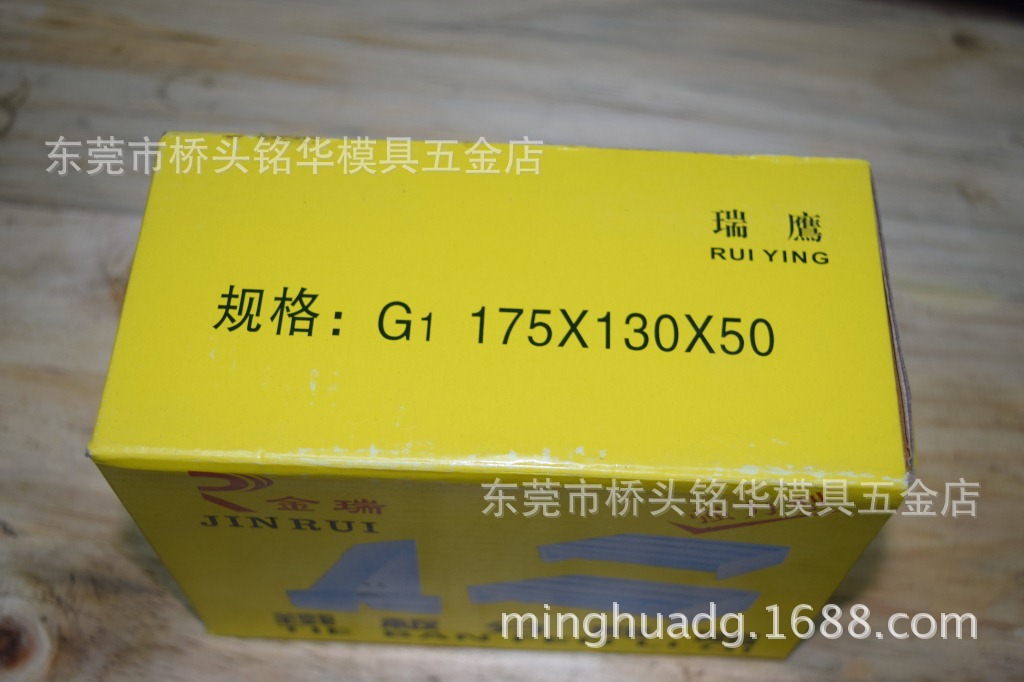 东莞市桥头铭华模具五金店
瑞鹰
RUI YING
规格：G1 175X130X50
东莞市桥头铭华模具五金店
金瑞
JIN RUI
minghuadg.1688.com